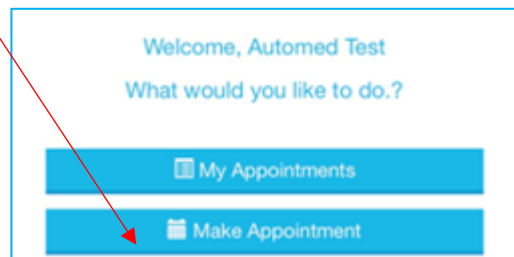 Welcome, Automed Test
What would you like to do.?
My Appointments
Make Appointment